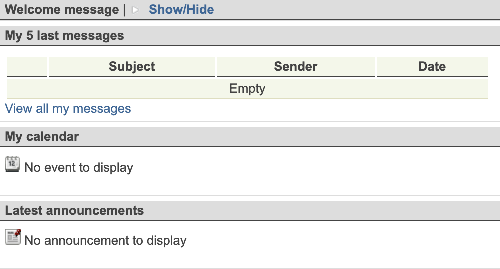 Welcome message | Show/Hide
My 5 last messages
Subject Sender Date
Empty
View all my messages
My calendar
12 No event to display
Latest announcements
No announcement to display